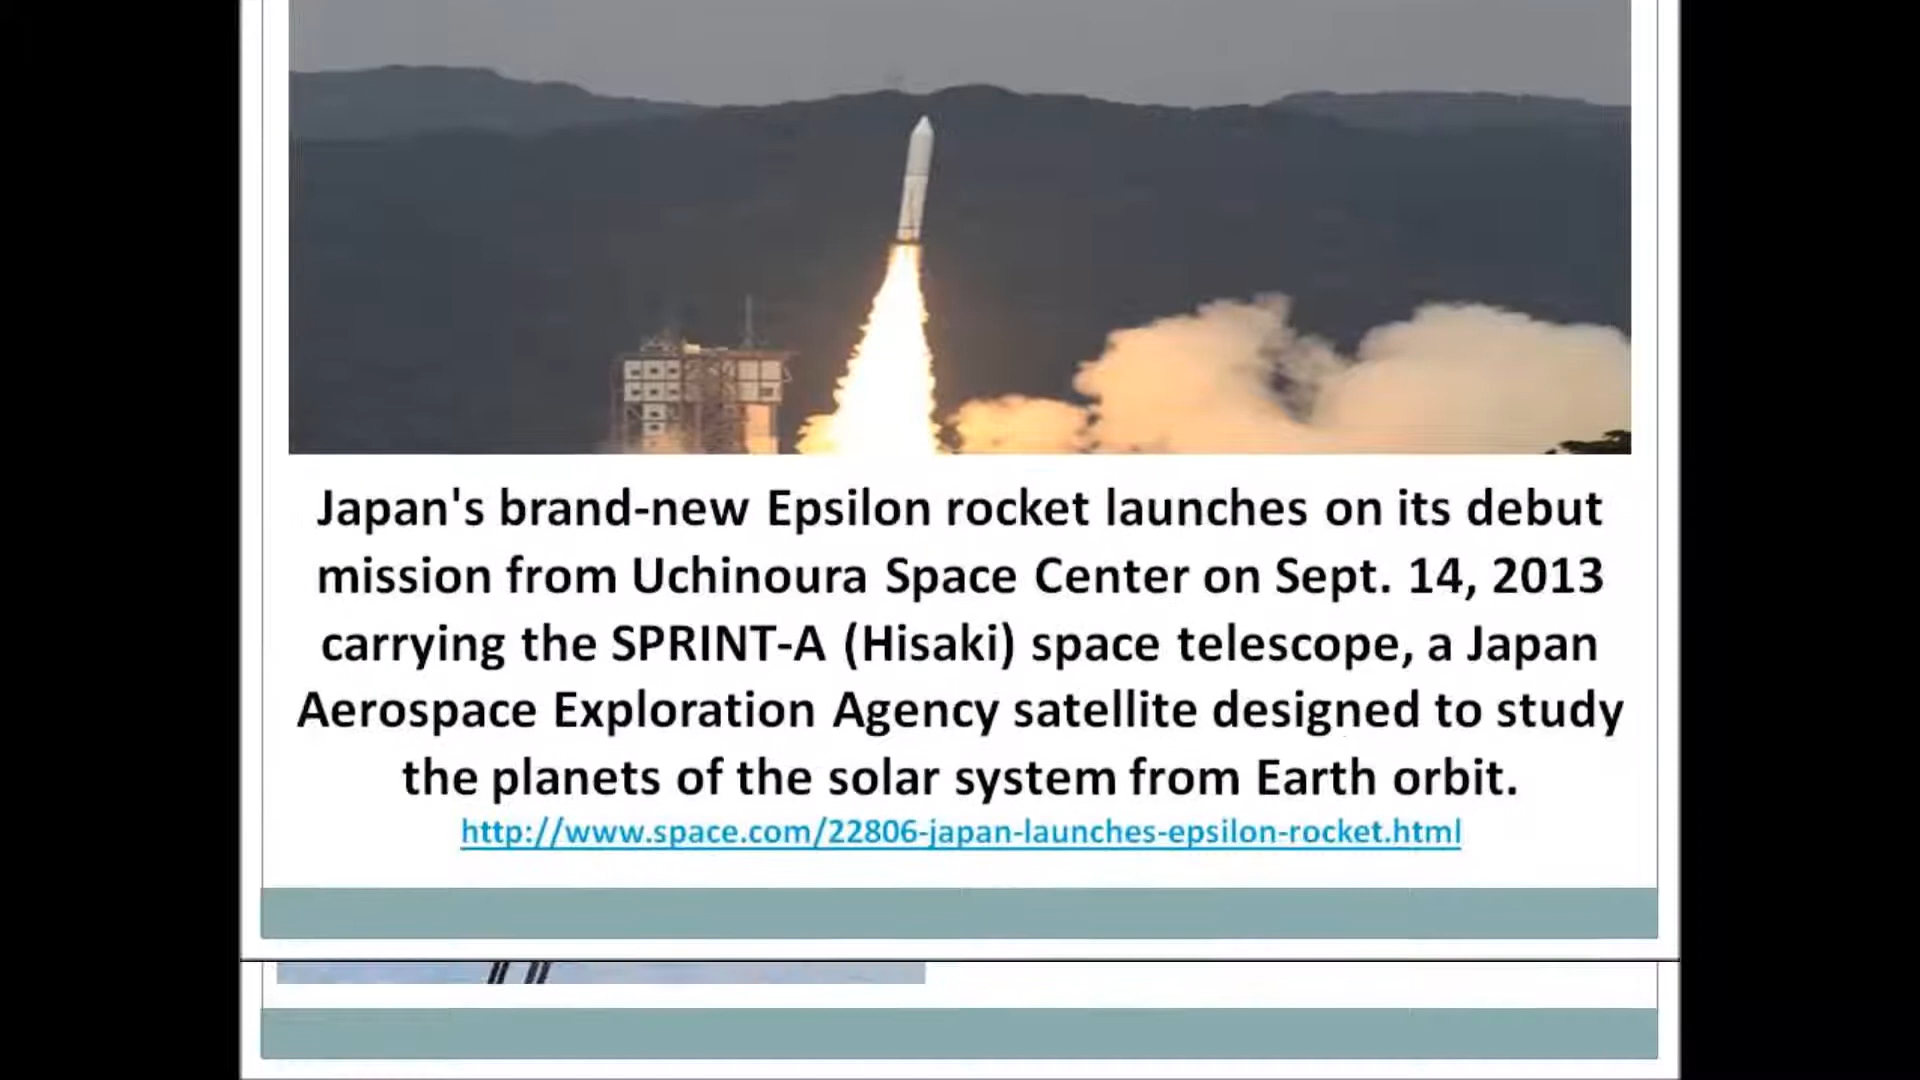 Japan's brand-new Epsilon rocket launches on its debut
mission from Uchinoura Space Center on Sept. 14, 2013
carrying the SPRINT-A (Hisaki) space telescope, a Japan
Aerospace Exploration Agency satellite designed to study
the planets of the solar system from Earth orbit.
http://www.space.com/22806-japan-launches-epsilon-rocket.html